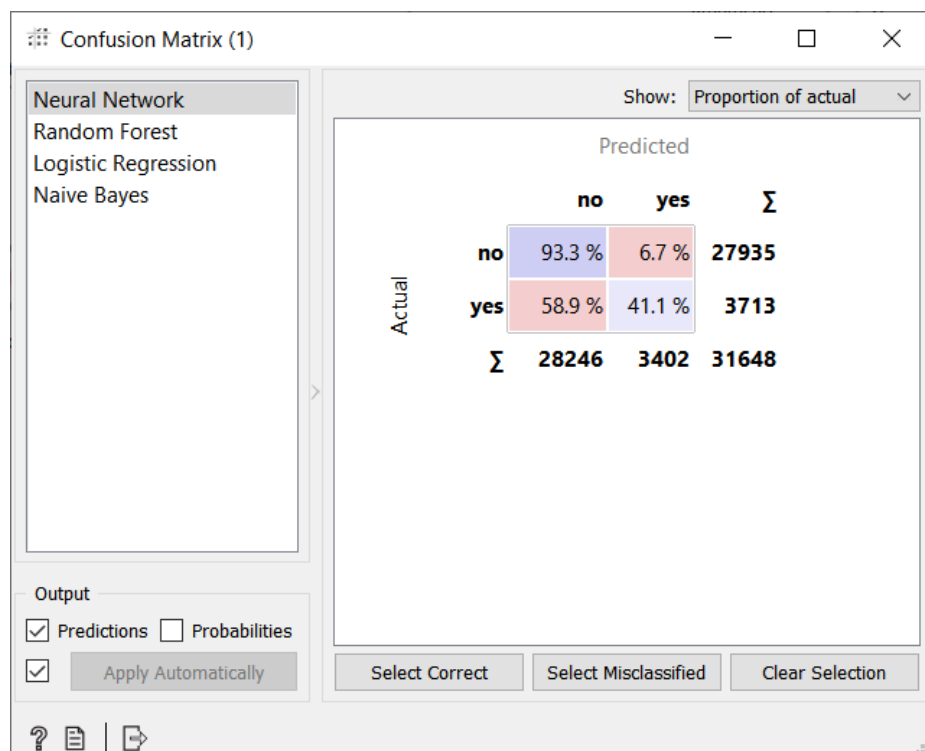 Confusion Matrix (1)
Neural Network
Random Forest
Logistic Regression
Naive Bayes
Output
Predictions Probabilities
Apply Automatically
Show: Proportion of actual
Predicted
no yes Σ
Actual
no 93.3 % 6.7 % 27935
yes 58.9 % 41.1 % 3713
Σ 28246 3402 31648
Select Correct Select Misclassified Clear Selection